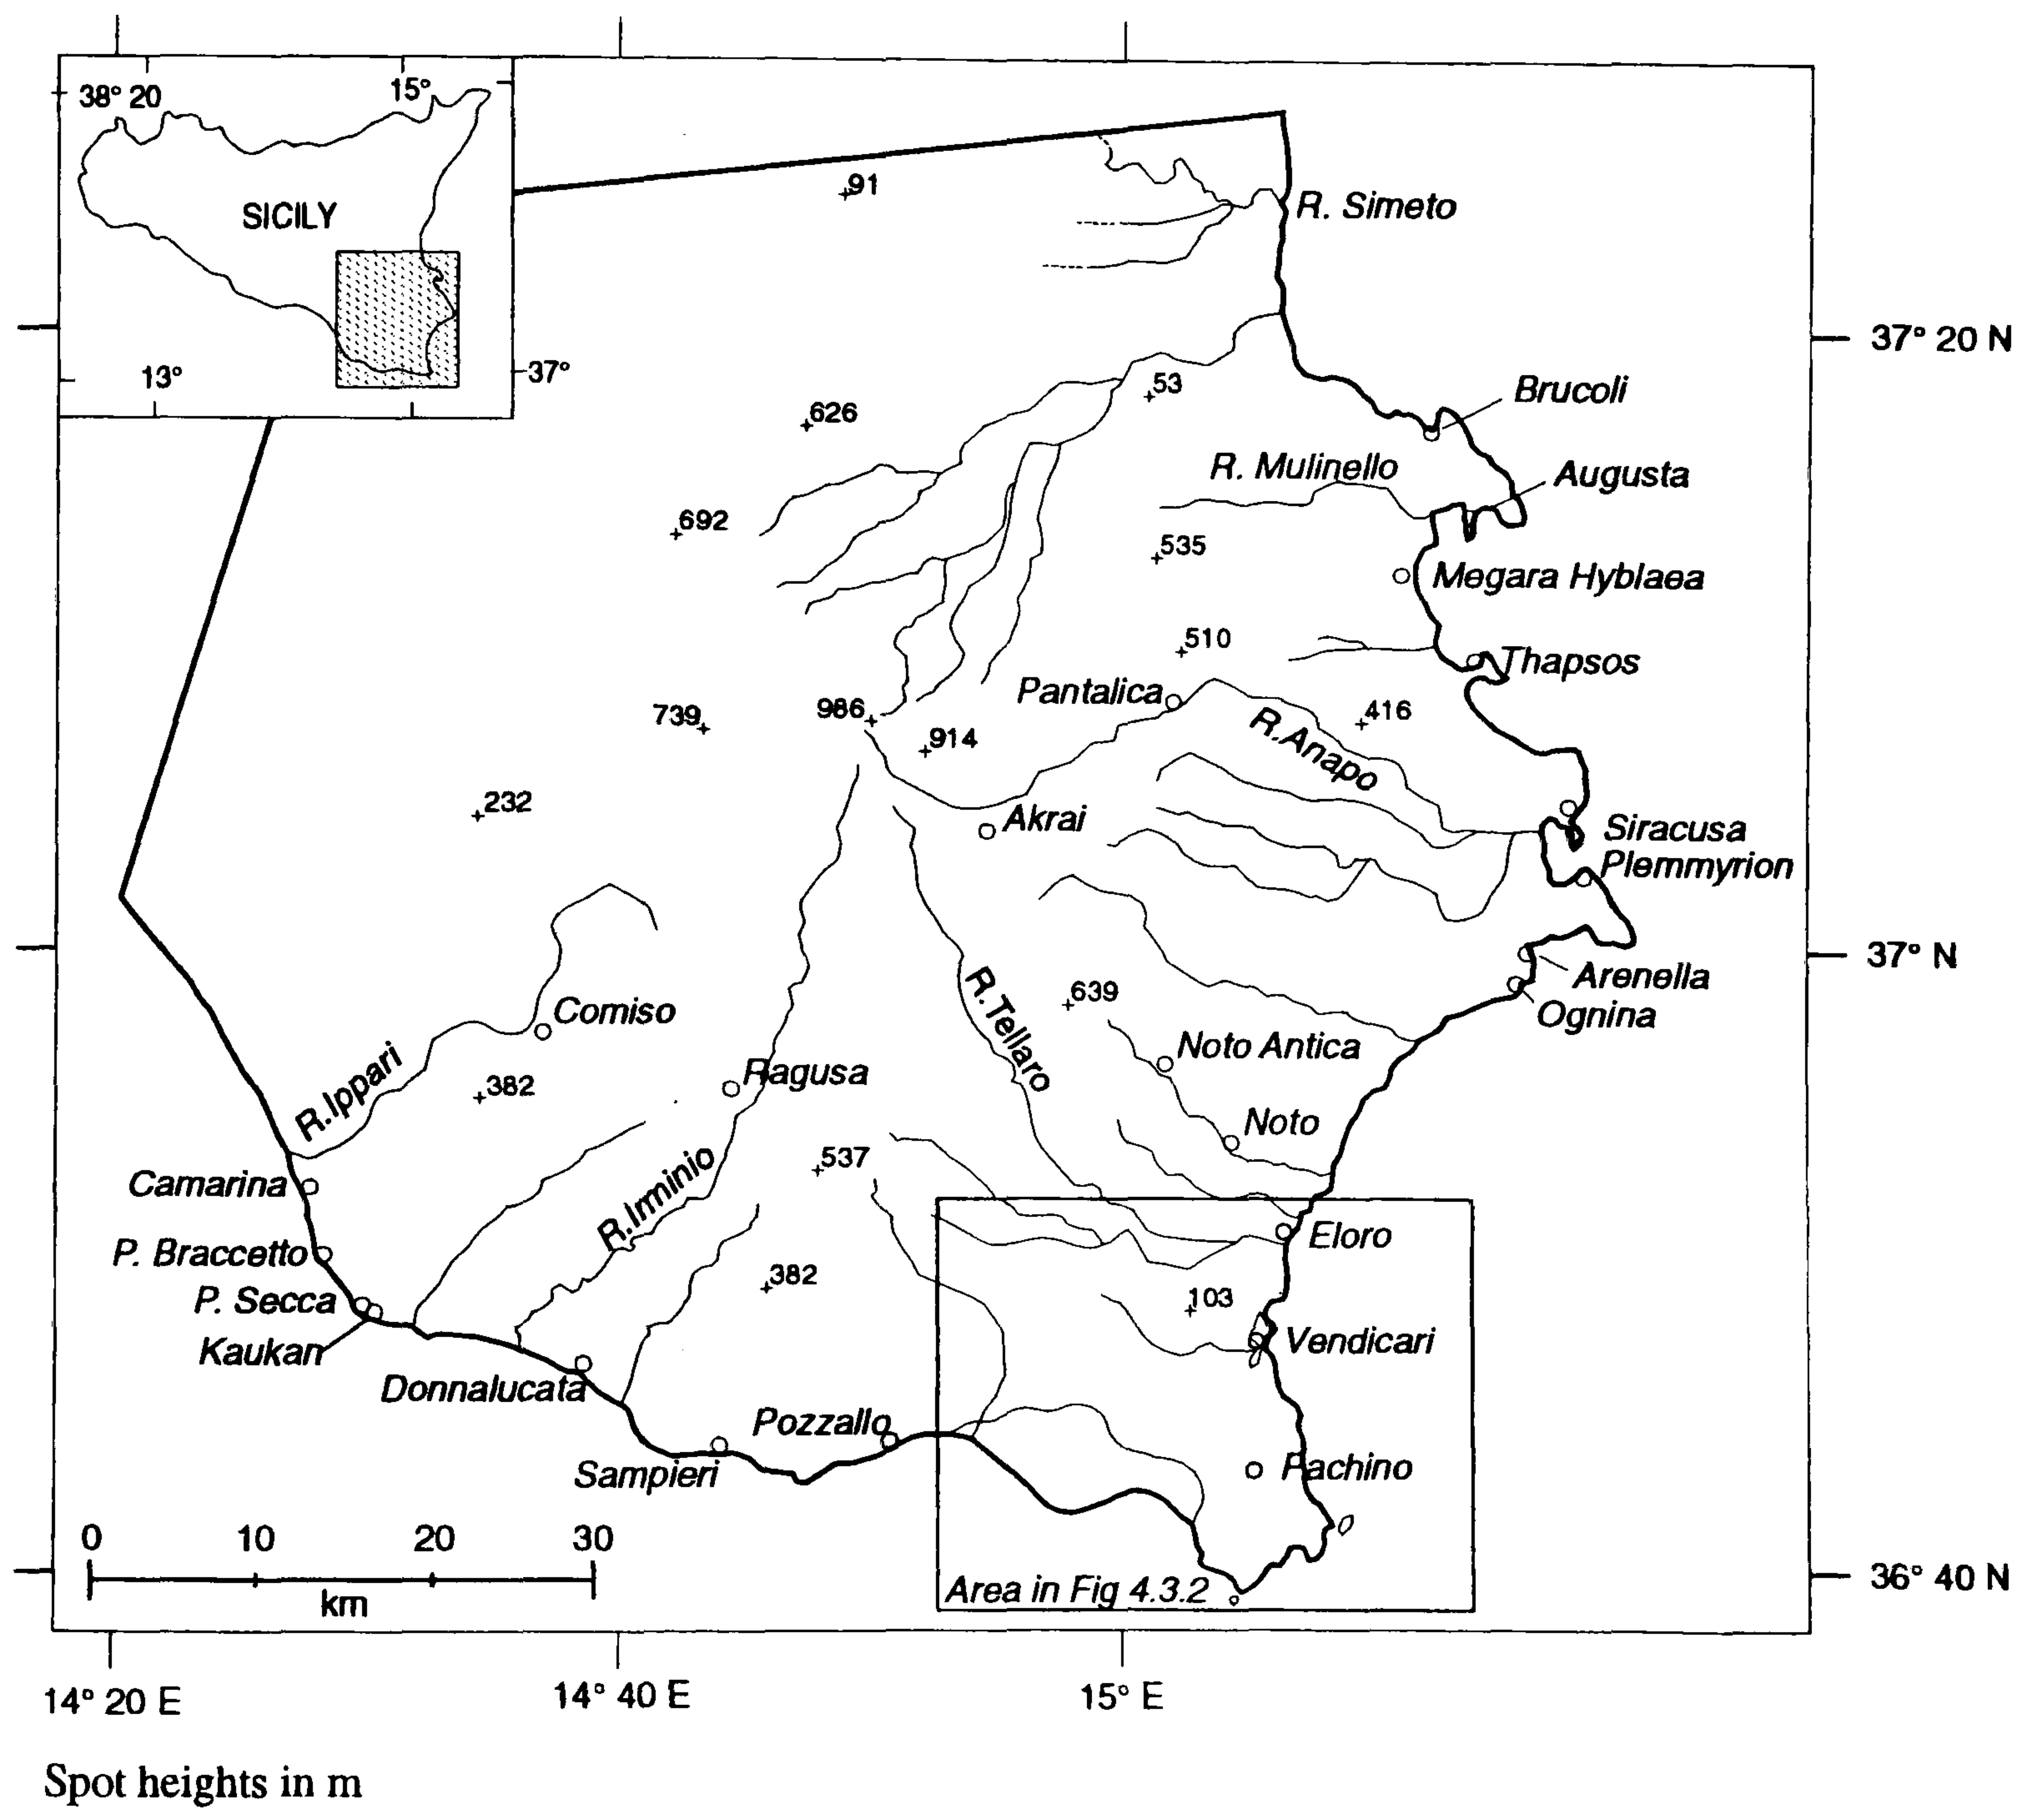 38° 20
15°
SICILY
13°
37°
91
R. Simeto
37° 20 N
53
Brucoli
626
R. Mulinello
Augusta
692
535
Megara Hyblaea
510
Thapsos
Pantalica
739
986
416
914
R.Anapo
232
Akrai
Siracusa
Plemmyrion
37° N
Arenella
639
R.Tellaro
Comiso
Ognina
Noto Antica
Ragusa
382
R.Ippari
Noto
537
Camarina
R.Irminio
Eloro
P. Braccetto
382
P. Secca
103
Kaukan
Vendicari
Donnalucata
Pozzallo
Pachino
Sampieri
0 10 20 30
km
Area in Fig 4.3.2
36° 40 N
14° 20 E
14° 40 E
15° E
Spot heights in m